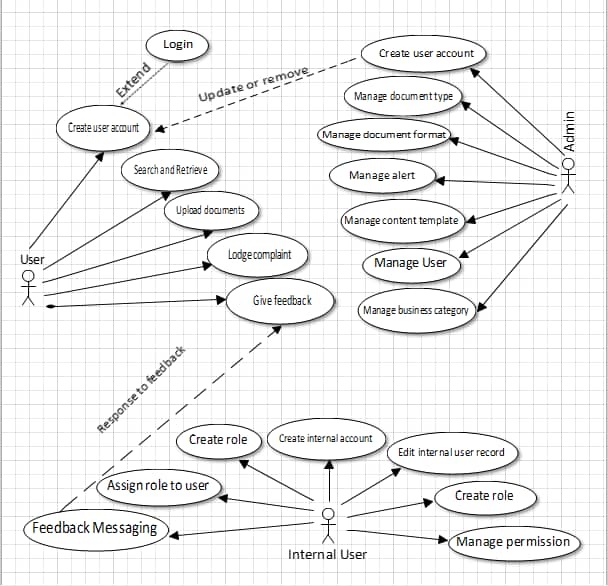 Login
Create user account
Extend
Update or remove
Manage document type
Create user account
Manage document format
Admin
Search and Retrieve
Manage alert
Upload documents
Manage content template
User
Lodge complaint
Manage User
Give feedback
Manage business category
Response to feedback
Create role
Create internal account
Edit internal user record
Assign role to user
Create role
Feedback Messaging
Manage permission
Internal User